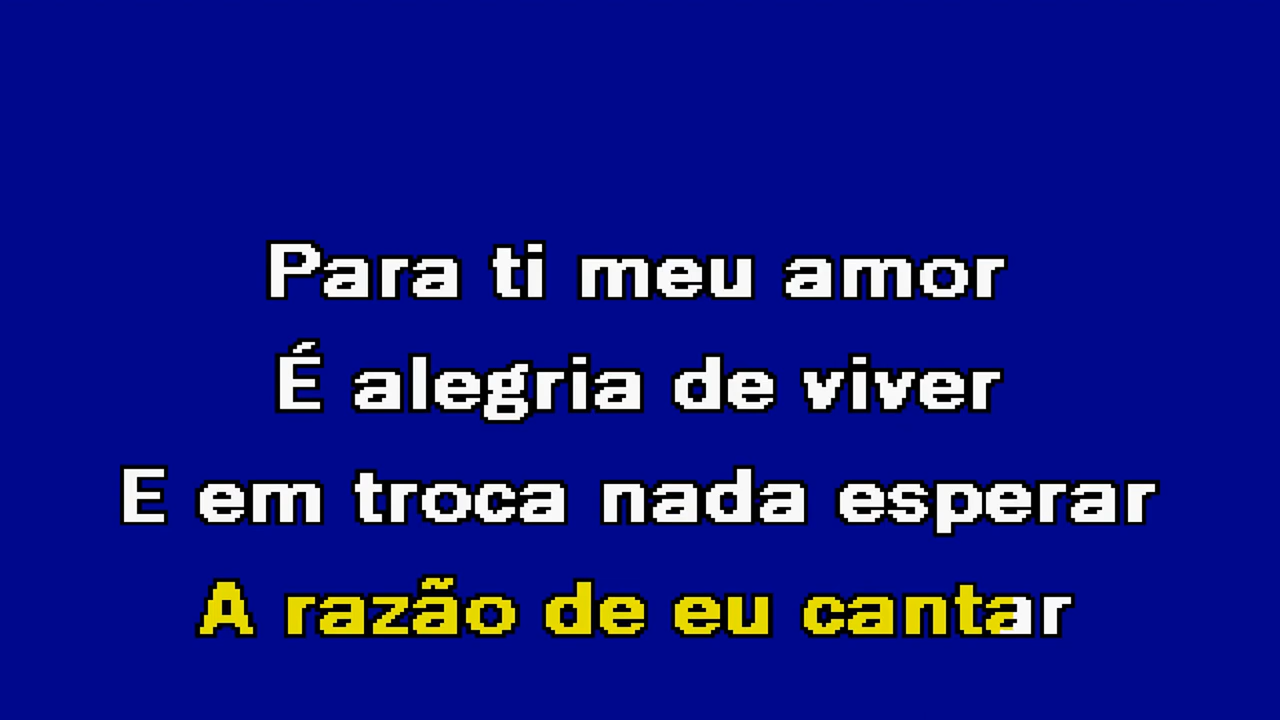 Para ti meu amor
É alegria de viver
E em troca nada esperar
A razão de eu cantar